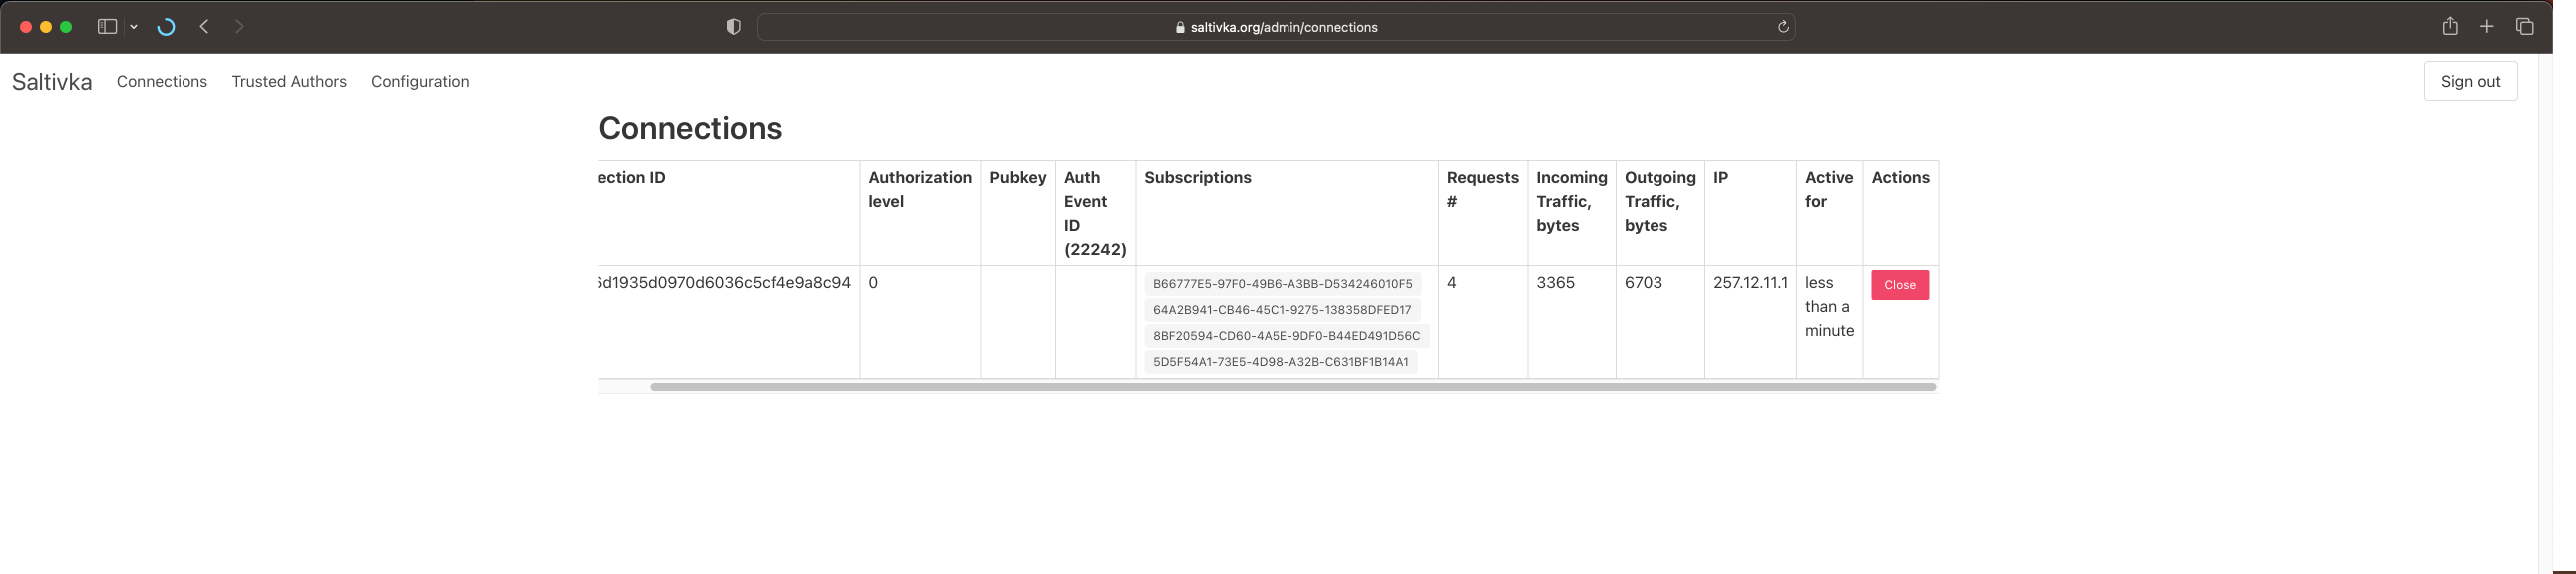 saltivka.org/admin/connections
Saltivka Connections Trusted Authors Configuration Sign out
Connections
ection ID Authorization level Pubkey Auth Event ID (22242) Subscriptions Requests # Incoming Traffic, bytes Outgoing Traffic, bytes IP Active for Actions
6d1935d0970d6036c5cf4e9a8c94 0 B66777E5-97F0-49B6-A3BB-D534246010F5 4 3365 6703 257.12.11.1 less than a minute Close
64A2B941-CB46-45C1-9275-138358DFED17
8BF20594-CD60-4A5E-9DF0-B44ED491D56C
5D5F54A1-73E5-4D98-A32B-C631BF1B14A1